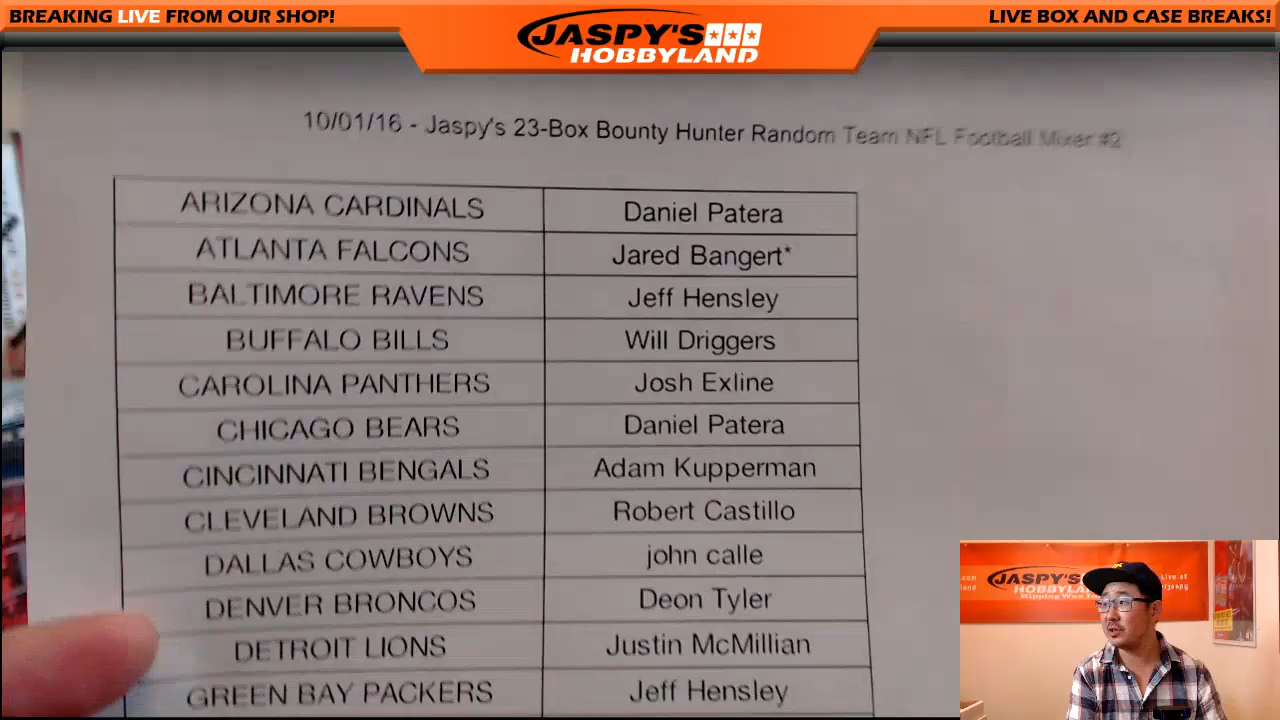 BREAKING LIVE FROM OUR SHOP!
JASPY'S
HOBBYLAND
LIVE BOX AND CASE BREAKS!
10/01/16 - Jaspy's 23-Box Bounty Hunter Random Team NFL Football Mixer #2
ARIZONA CARDINALS Daniel Patera
ATLANTA FALCONS Jared Bangert*
BALTIMORE RAVENS Jeff Hensley
BUFFALO BILLS Will Driggers
CAROLINA PANTHERS Josh Exline
CHICAGO BEARS Daniel Patera
CINCINNATI BENGALS Adam Kupperman
CLEVELAND BROWNS Robert Castillo
DALLAS COWBOYS john calle
DENVER BRONCOS Deon Tyler
DETROIT LIONS Justin McMillian
GREEN BAY PACKERS Jeff Hensley
JASPY'S
HOBBYLAND